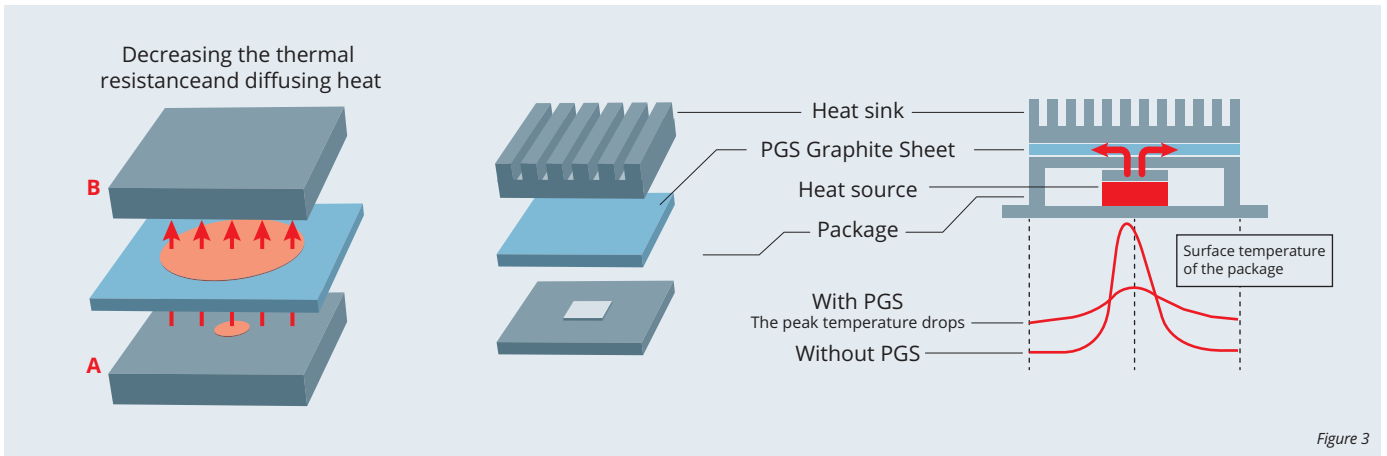 Decreasing the thermal
resistanceand diffusing heat
B
A
Heat sink
PGS Graphite Sheet
Heat source
Package
Surface temperature
of the package
With PGS
The peak temperature drops
Without PGS
Figure 3